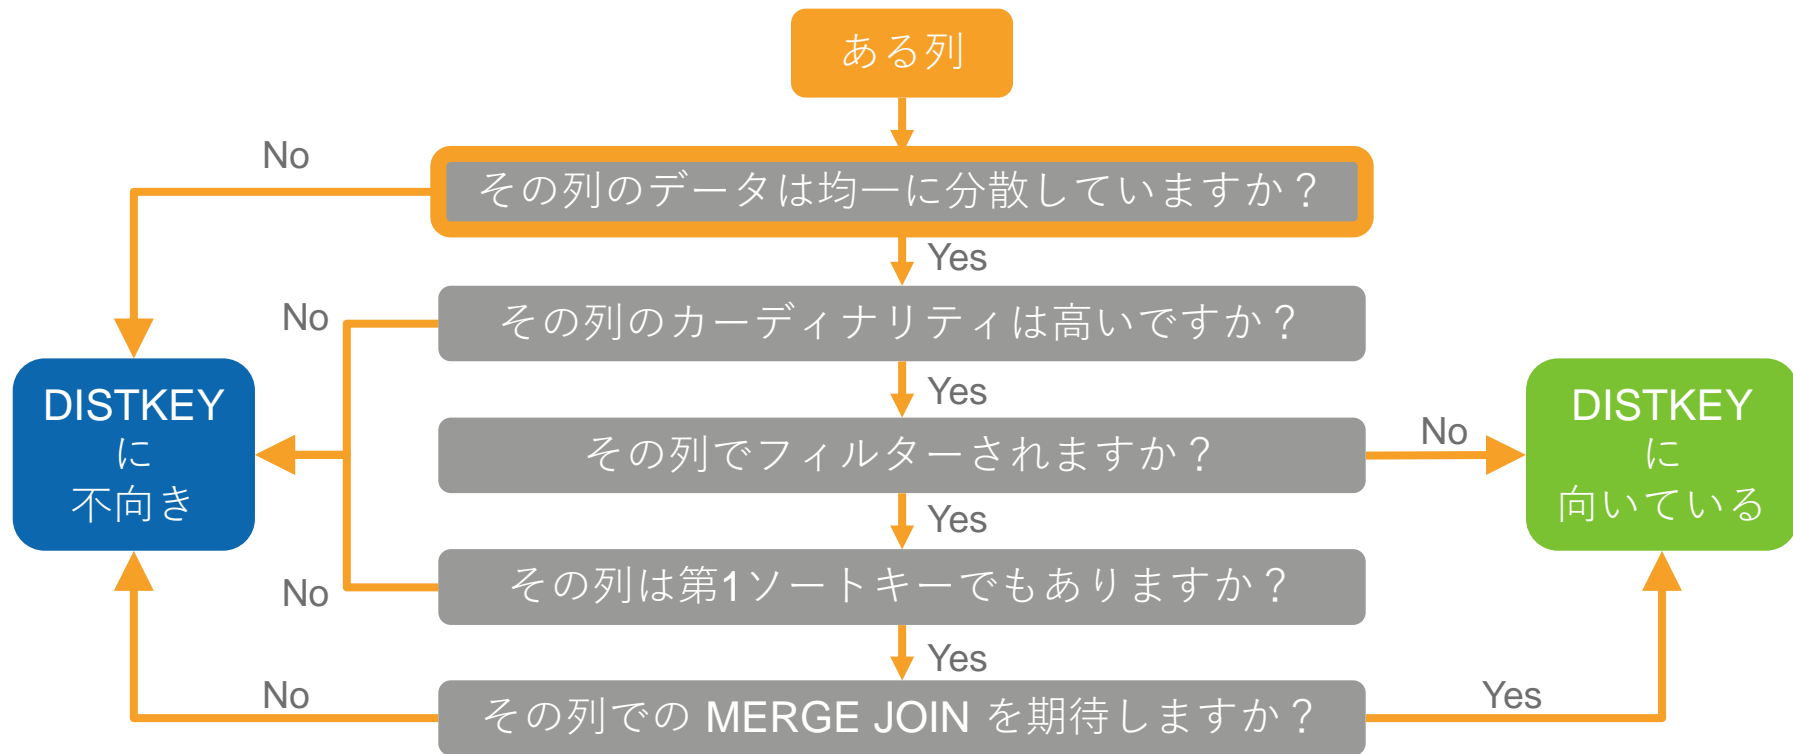 ある列
No
その列のデータは均一に分散していますか？
Yes
No
その列のカーディナリティは高いですか？
Yes
DISTKEY
に
不向き
その列でフィルターされますか？
No
DISTKEY
に
向いている
Yes
No
その列は第1ソートキーでもありますか？
Yes
No
その列での MERGE JOIN を期待しますか？
Yes